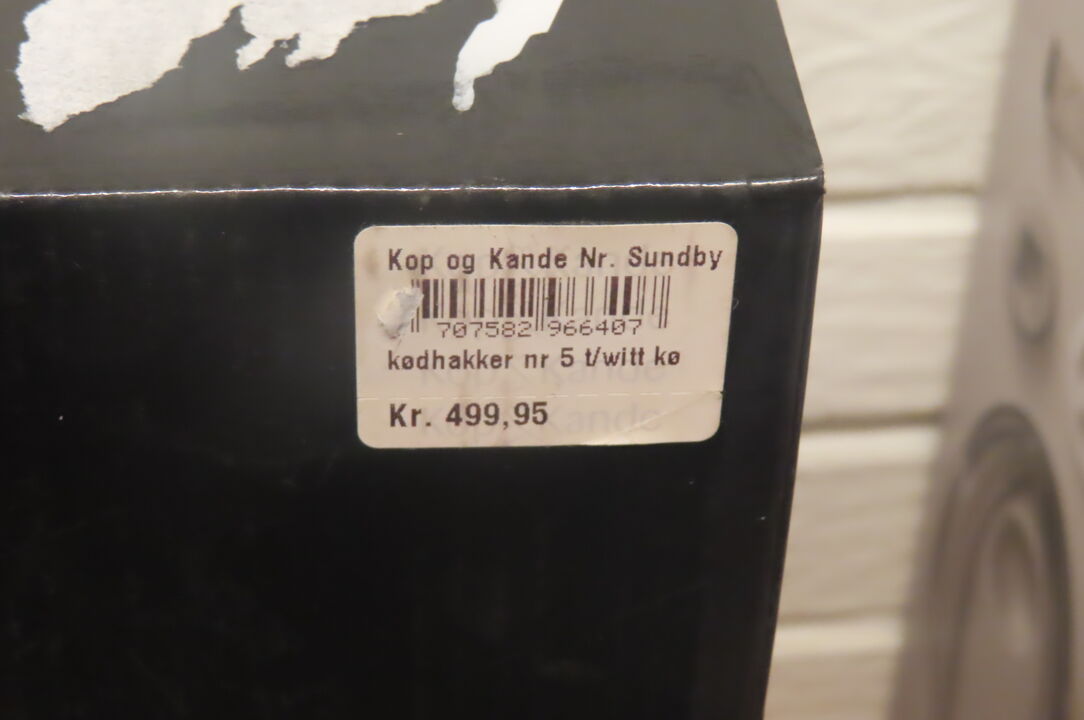 Kop og Kande Nr. Sundby
707582 966407
kødhakker nr 5 t/witt kø
Kr. 499,95